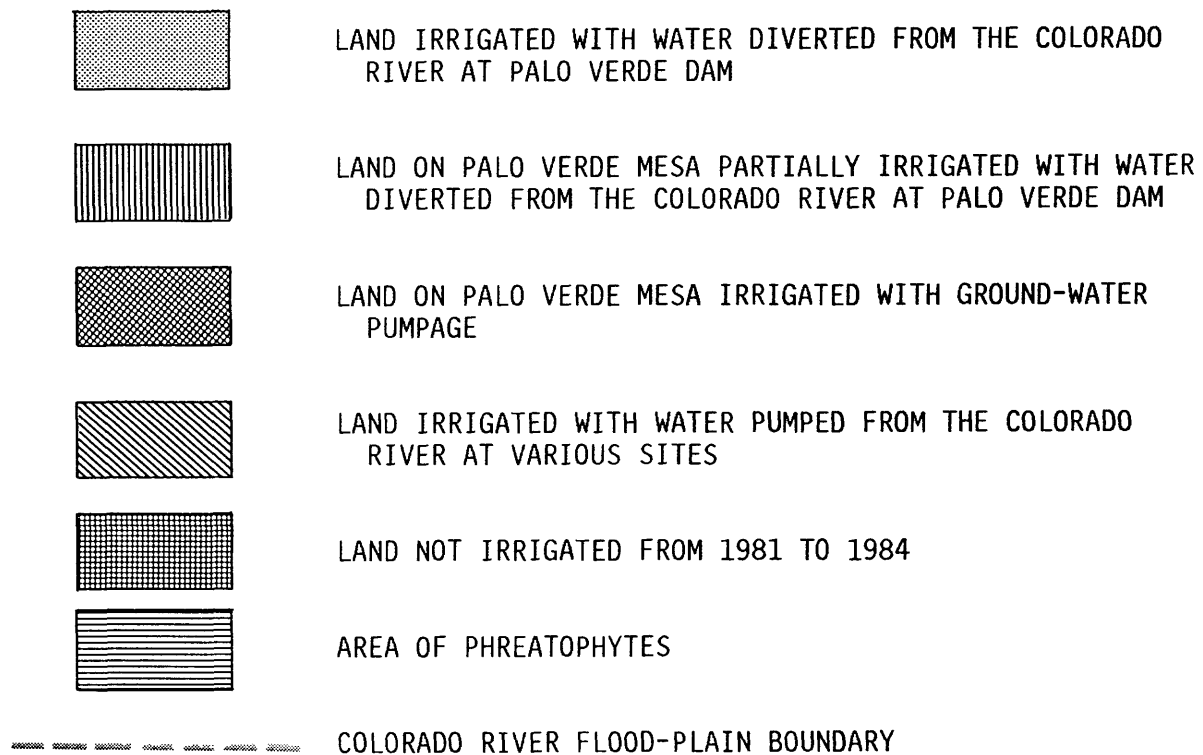 LAND IRRIGATED WITH WATER DIVERTED FROM THE COLORADO
RIVER AT PALO VERDE DAM
LAND ON PALO VERDE MESA PARTIALLY IRRIGATED WITH WATER
DIVERTED FROM THE COLORADO RIVER AT PALO VERDE DAM
LAND ON PALO VERDE MESA IRRIGATED WITH GROUND-WATER
PUMPAGE
LAND IRRIGATED WITH WATER PUMPED FROM THE COLORADO
RIVER AT VARIOUS SITES
LAND NOT IRRIGATED FROM 1981 TO 1984
AREA OF PHREATOPHYTES
COLORADO RIVER FLOOD-PLAIN BOUNDARY